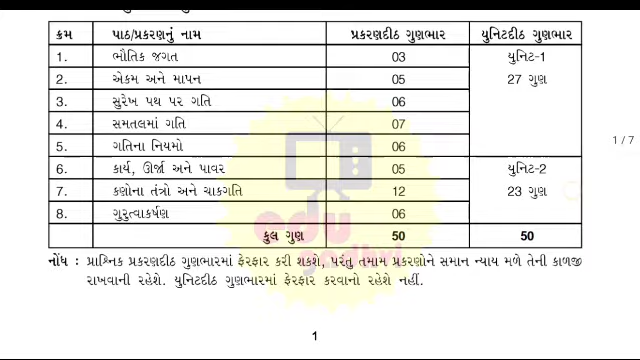 ક્રમ પાઠ/પ્રકરણનું નામ પ્રકરણદીઠ ગુણભાર યુનિટદીઠ ગુણભાર
1. ભૌતિક જગત 03 યુનિટ-1
2. એકમ અને માપન 05 27 ગુણ
3. સુરેખ પથ પર ગતિ 06
4. સમતલમાં ગતિ 07
5. ગતિના નિયમો 06
6. કાર્ય, ઊર્જા અને પાવર 05 યુનિટ-2
7. કણોના તંત્રો અને ચાકગતિ 12 23 ગુણ
8. ગુરુત્વાકર્ષણ 06
કુલ ગુણ 50 50
નોંધ : પ્રાશ્નિક પ્રકરણદીઠ ગુણભારમાં ફેરફાર કરી શકશે, પરંતુ તમામ પ્રકરણોને સમાન ન્યાય મળે તેની કાળજી
રાખવાની રહેશે. યુનિટદીઠ ગુણભારમાં ફેરફાર કરવાનો રહેશે નહીં.
1
1/7
edu
gadhvi